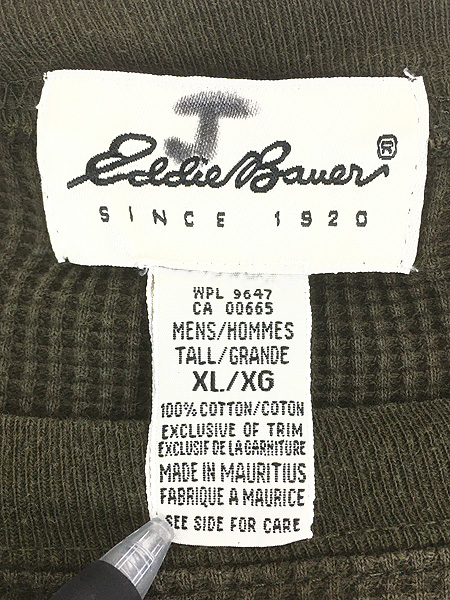 J
Eddie Bauer®
SINCE 1920
WPL 9647
CA 00665
MENS/HOMMES
TALL/GRANDE
XL/XG
100% COTTON/COTON
EXCLUSIVE OF TRIM
EXCLUSIF DE LA GARNITURE
MADE IN MAURITIUS
FABRIQUE A MAURICE
SEE SIDE FOR CARE